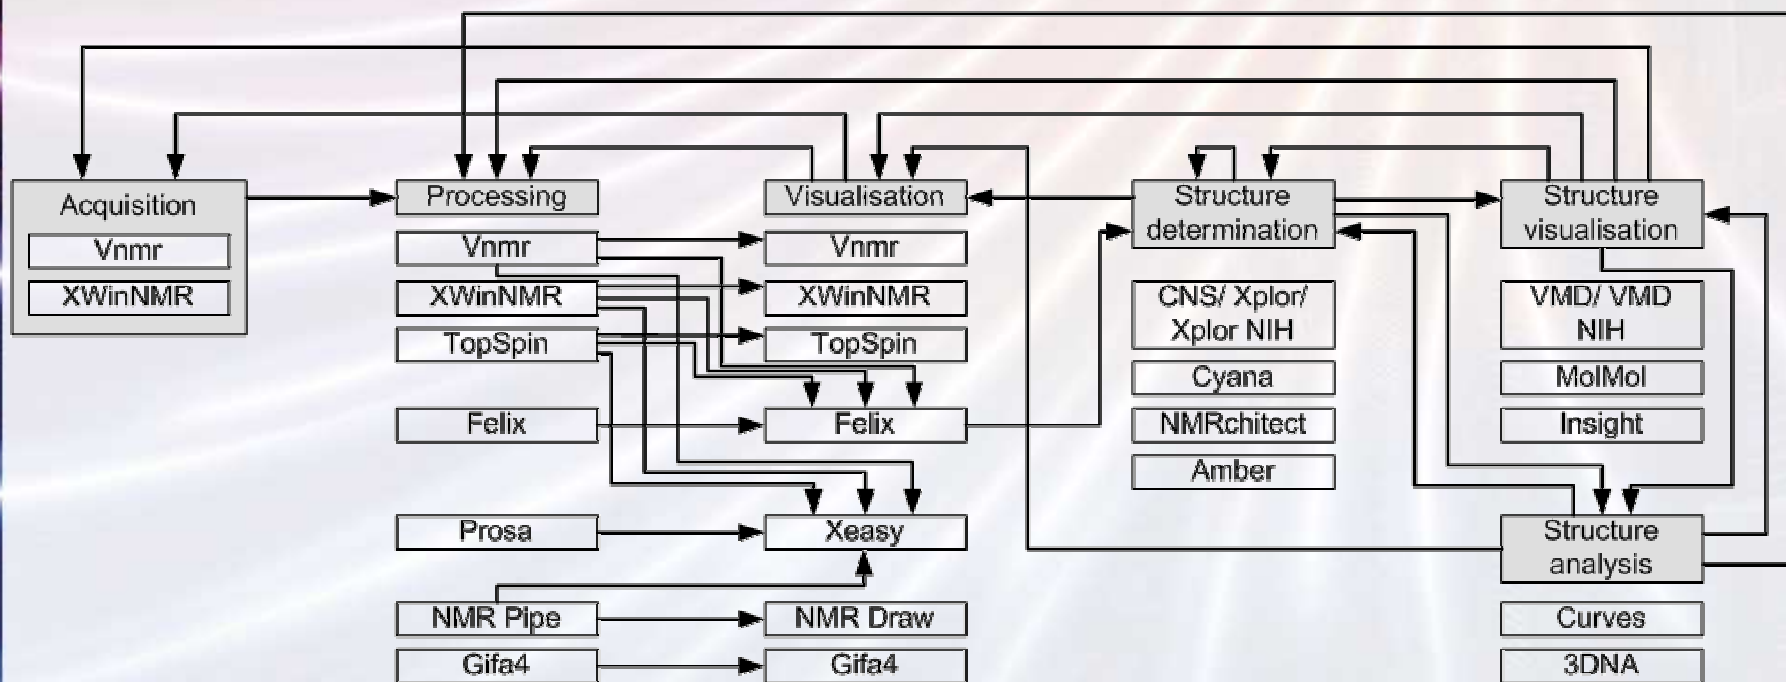 Acquisition
Vnmr
XWinNMR
Processing
Vnmr
XWinNMR
TopSpin
Felix
Prosa
NMR Pipe
Gifa4
Visualisation
Vnmr
XWinNMR
TopSpin
Felix
Xeasy
NMR Draw
Gifa4
Structure
determination
CNS/ Xplor/
Xplor NIH
Cyana
NMRchitect
Amber
Structure
visualisation
VMD/ VMD
NIH
MolMol
Insight
Structure
analysis
Curves
3DNA